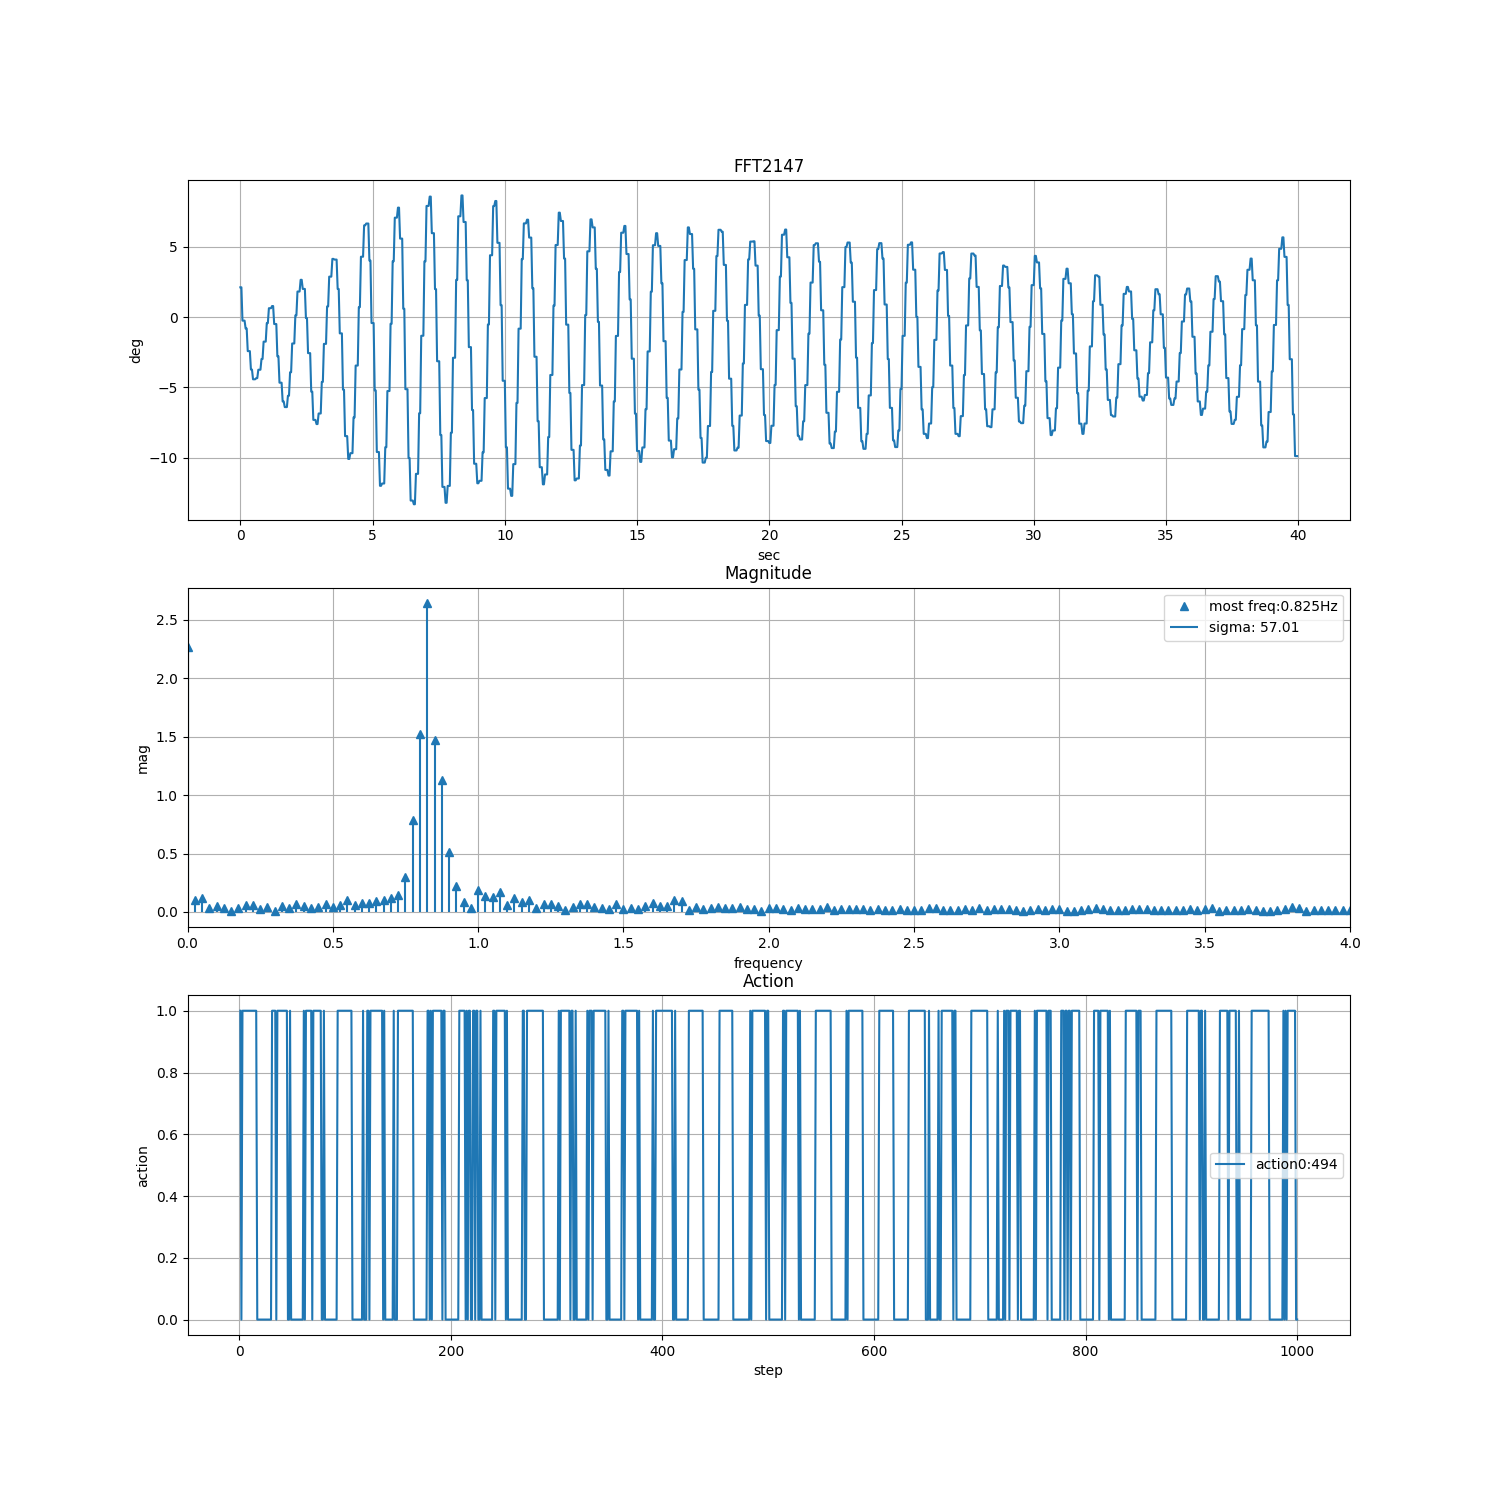 FFT2147
5
0
−5
−10
deg
0 5 10 15 20 25 30 35 40
sec
Magnitude
most freq:0.825Hz
sigma: 57.01
2.5
2.0
1.5
1.0
0.5
0.0
mag
0.0 0.5 1.0 1.5 2.0 2.5 3.0 3.5 4.0
frequency
Action
1.0
0.8
0.6
0.4
0.2
0.0
action
action0:494
0 200 400 600 800 1000
step